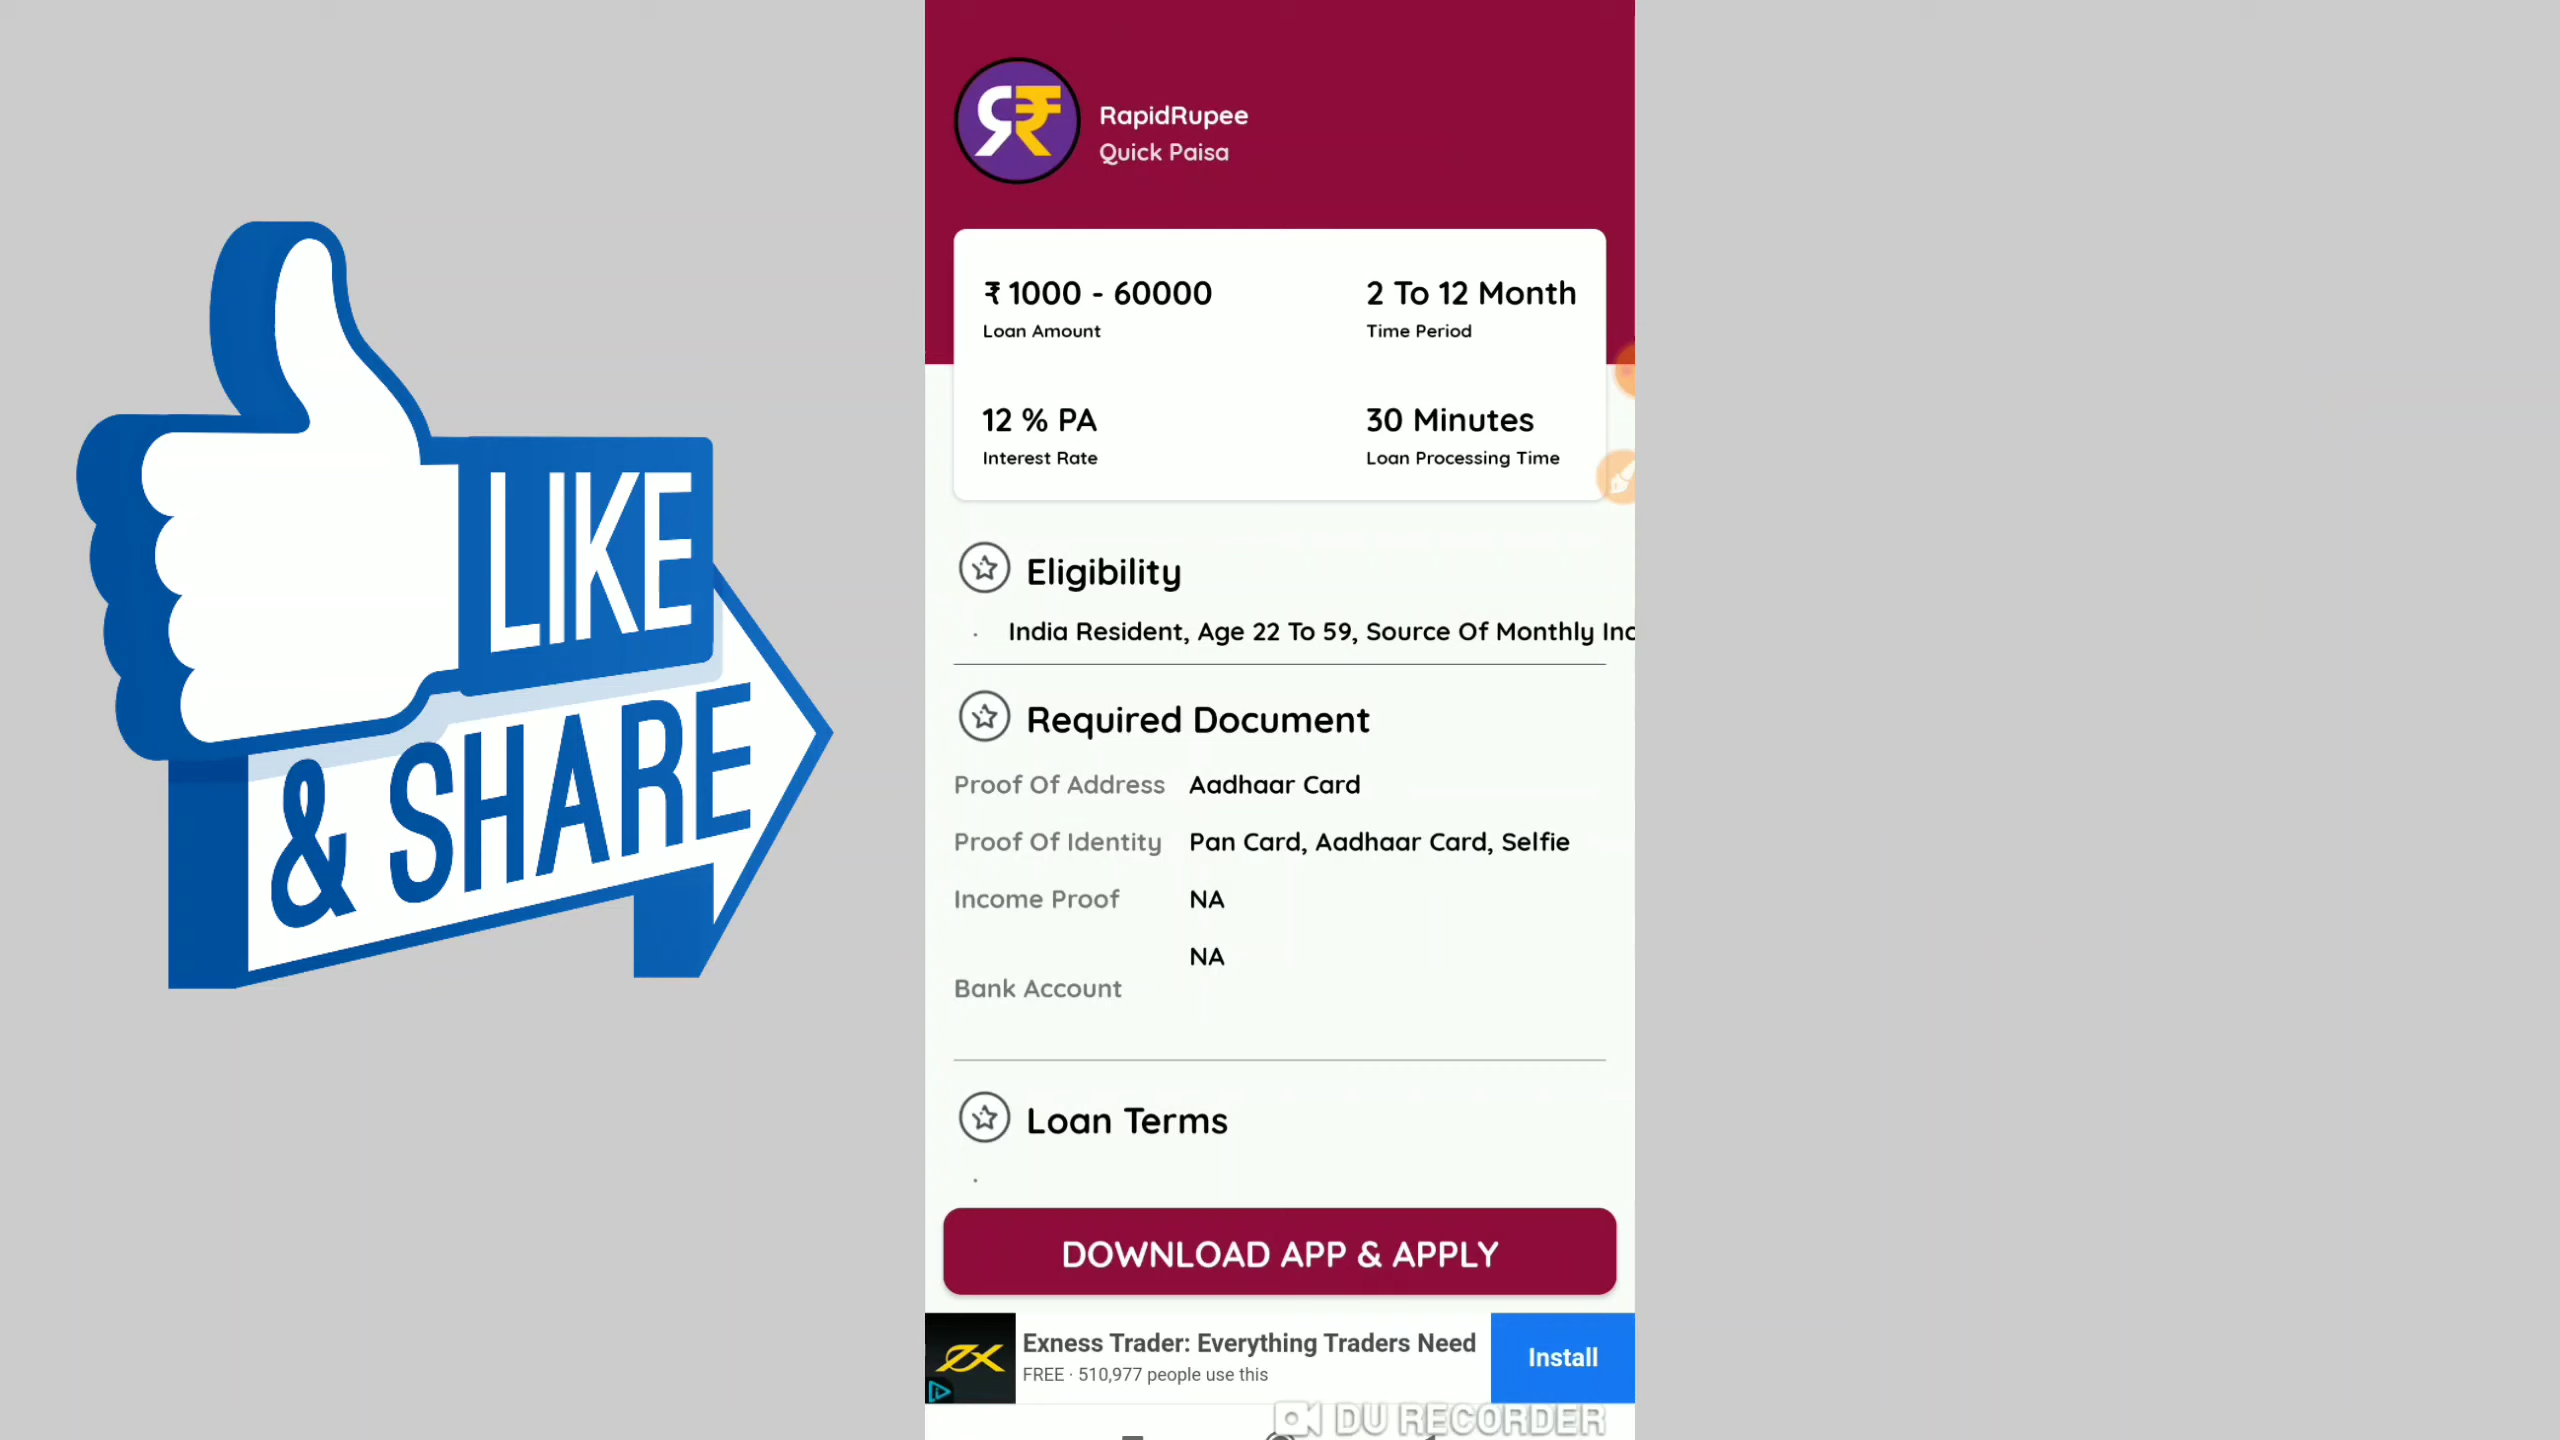 LIKE
& SHARE
RapidRupee
Quick Paisa
₹ 1000 - 60000
Loan Amount
2 To 12 Month
Time Period
12 % PA
Interest Rate
30 Minutes
Loan Processing Time
Eligibility
India Resident, Age 22 To 59, Source Of Monthly Inc
Required Document
Proof Of Address Aadhaar Card
Proof Of Identity Pan Card, Aadhaar Card, Selfie
Income Proof NA
NA
Bank Account
Loan Terms
DOWNLOAD APP & APPLY
Exness Trader: Everything Traders Need
FREE · 510,977 people use this
Install
DU RECORDER